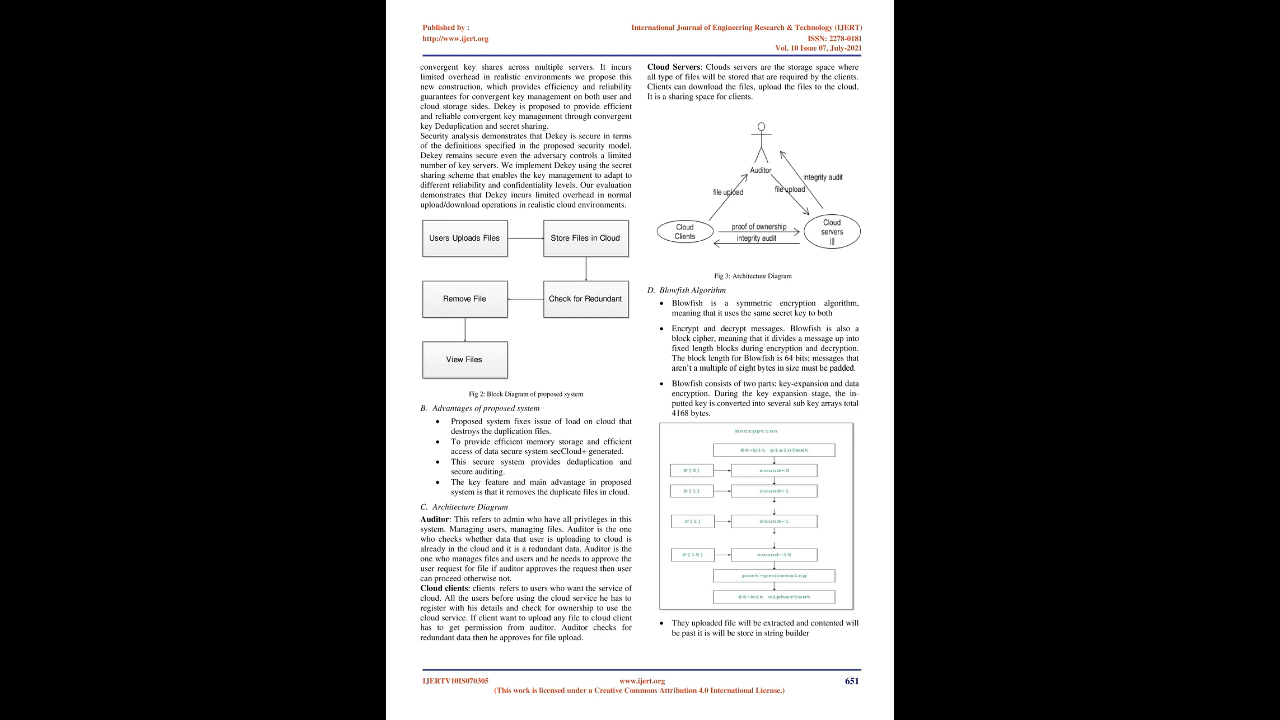 Published by :
http://www.ijert.org
International Journal of Engineering Research & Technology (IJERT)
ISSN: 2278-0181
Vol. 10 Issue 07, July-2021
convergent key shares across multiple servers. It incurs
limited overhead in realistic environments we propose this
new construction, which provides efficiency and reliability
guarantees for convergent key management on both user and
cloud storage sides. Dekey is proposed to provide efficient
and reliable convergent key management through convergent
key Deduplication and secret sharing.
Security analysis demonstrates that Dekey is secure in terms
of the definitions specified in the proposed security model.
Dekey remains secure even the adversary controls a limited
number of key servers. We implement Dekey using the secret
sharing scheme that enables the key management to adapt to
different reliability and confidentiality levels. Our evaluation
demonstrates that Dekey incurs limited overhead in normal
upload/download operations in realistic cloud environments.
Users Uploads Files
Store Files in Cloud
Remove File
Check for Redundant
View Files
Fig 2: Block Diagram of proposed system
B. Advantages of proposed system
• Proposed system fixes issue of load on cloud that
destroys the duplication files.
• To provide efficient memory storage and efficient
access of data secure system secCloud+ generated.
• This secure system provides deduplication and
secure auditing.
• The key feature and main advantage in proposed
system is that it removes the duplicate files in cloud.
C. Architecture Diagram
Auditor: This refers to admin who have all privileges in this
system. Managing users, managing files. Auditor is the one
who checks whether data that user is uploading to cloud is
already in the cloud and it is a redundant data. Auditor is the
one who manages files and users and he needs to approve the
user request for file if auditor approves the request then user
can proceed otherwise not.
Cloud clients: clients refers to users who want the service of
cloud. All the users before using the cloud service he has to
register with his details and check for ownership to use the
cloud service. If client want to upload any file to cloud client
has to get permission from auditor. Auditor checks for
redundant data then he approves for file upload.
Cloud Servers: Clouds servers are the storage space where
all type of files will be stored that are required by the clients.
Clients can download the files, upload the files to the cloud.
It is a sharing space for clients.
Auditor
integrity audit
file upload
file upload
Cloud
Clients
proof of ownership
integrity audit
Cloud
servers
Fig 3: Architecture Diagram
D. Blowfish Algorithm
• Blowfish is a symmetric encryption algorithm,
meaning that it uses the same secret key to both
• Encrypt and decrypt messages. Blowfish is also a
block cipher, meaning that it divides a message up into
fixed length blocks during encryption and decryption.
The block length for Blowfish is 64 bits; messages that
aren't a multiple of eight bytes in size must be padded.
• Blowfish consists of two parts: key-expansion and data
encryption. During the key expansion stage, the in-
putted key is converted into several sub key arrays total
4168 bytes.
Encryption
64-bit plaintext
P[0]
round-0
P[1]
round-1
P[i]
round-i
P[15]
round-15
post-processing
64-bit ciphertext
• They uploaded file will be extracted and contented will
be past it is will be store in string builder
IJERTV10IS070305
www.ijert.org
651
(This work is licensed under a Creative Commons Attribution 4.0 International License.)